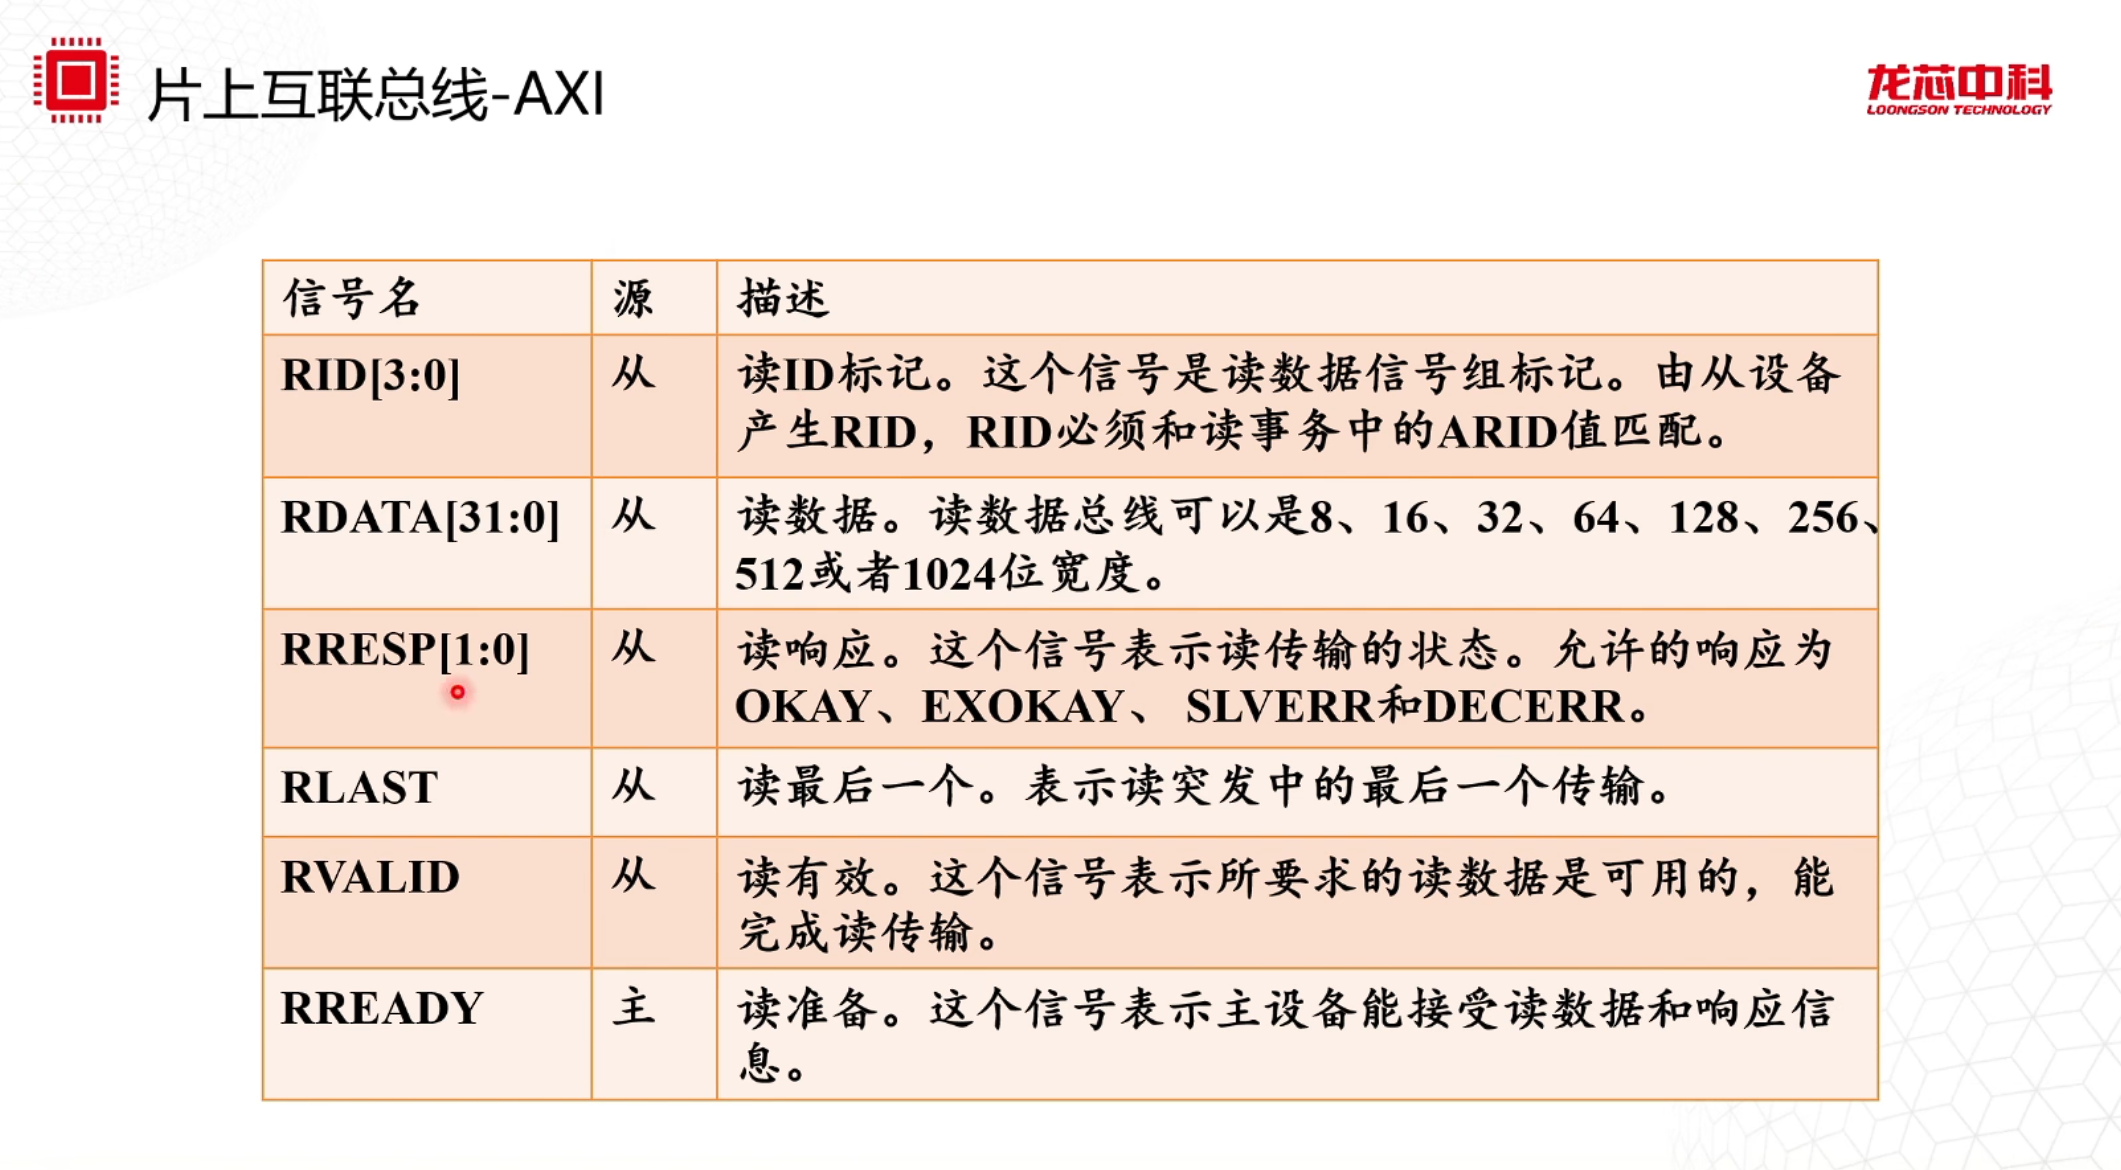 片上互联总线-AXI
龙芯中科
LOONGSON TECHNOLOGY
信号名 源 描述
RID[3:0] 从 读ID标记。这个信号是读数据信号组标记。由从设备
产生RID，RID必须和读事务中的ARID值匹配。
RDATA[31:0] 从 读数据。读数据总线可以是8、16、32、64、128、256、
512或者1024位宽度。
RRESP[1:0] 从 读响应。这个信号表示读传输的状态。允许的响应为
OKAY、EXOKAY、 SLVERR和DECERR。
RLAST 从 读最后一个。表示读突发中的最后一个传输。
RVALID 从 读有效。这个信号表示所要求的读数据是可用的，能
完成读传输。
RREADY 主 读准备。这个信号表示主设备能接受读数据和响应信
息。